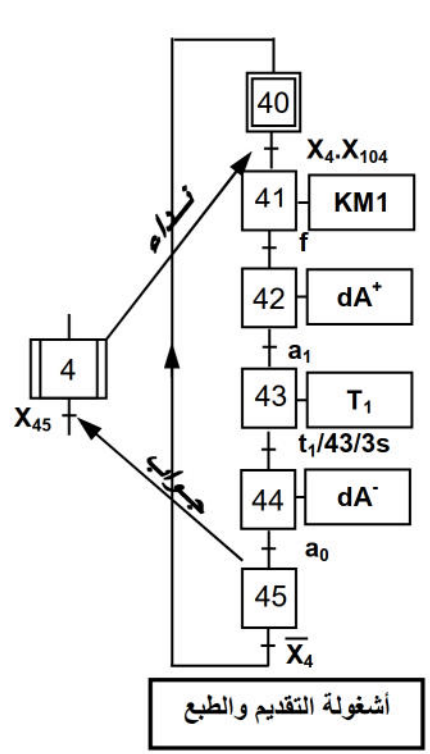 40
X₄.X₁₀₄
41 KM1
نداء
f
42 dA⁺
a₁
4
43 T₁
X₄₅
t₁/43/3s
جواب
44 dA⁻
a₀
45
X̅₄
أشغولة التقديم والطبع